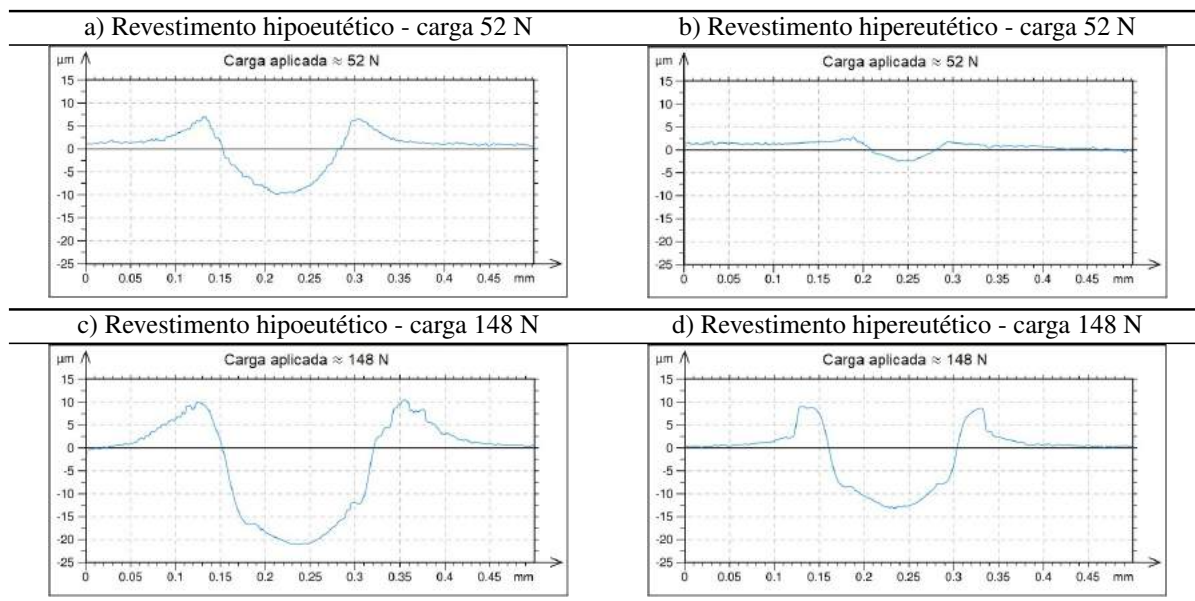 a) Revestimento hipoeutético - carga 52 N
b) Revestimento hipereutético - carga 52 N
µm
Carga aplicada ≈ 52 N
15
10
5
0
-5
-10
-15
-20
-25
0 0.05 0.1 0.15 0.2 0.25 0.3 0.35 0.4 0.45 mm
µm
Carga aplicada ≈ 52 N
15
10
5
0
-5
-10
-15
-20
-25
0 0.05 0.1 0.15 0.2 0.25 0.3 0.35 0.4 0.45 mm
c) Revestimento hipoeutético - carga 148 N
d) Revestimento hipereutético - carga 148 N
µm
Carga aplicada ≈ 148 N
15
10
5
0
-5
-10
-15
-20
-25
0 0.05 0.1 0.15 0.2 0.25 0.3 0.35 0.4 0.45 mm
µm
Carga aplicada ≈ 148 N
15
10
5
0
-5
-10
-15
-20
-25
0 0.05 0.1 0.15 0.2 0.25 0.3 0.35 0.4 0.45 mm